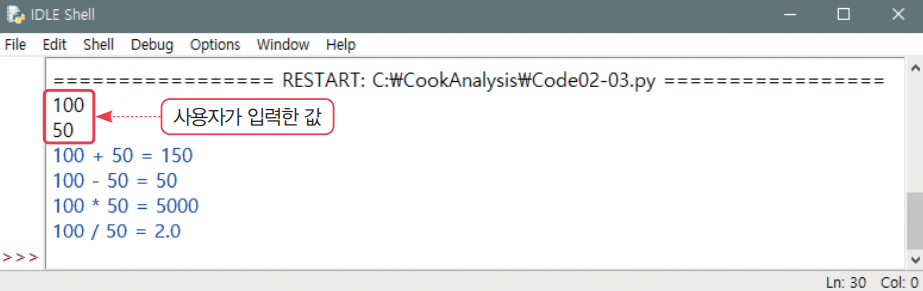 IDLE Shell
File Edit Shell Debug Options Window Help
================= RESTART: C:₩CookAnalysis₩Code02-03.py =================
100
사용자가 입력한 값
50
100 + 50 = 150
100 - 50 = 50
100 * 50 = 5000
100 / 50 = 2.0
>>>
Ln: 30 Col: 0